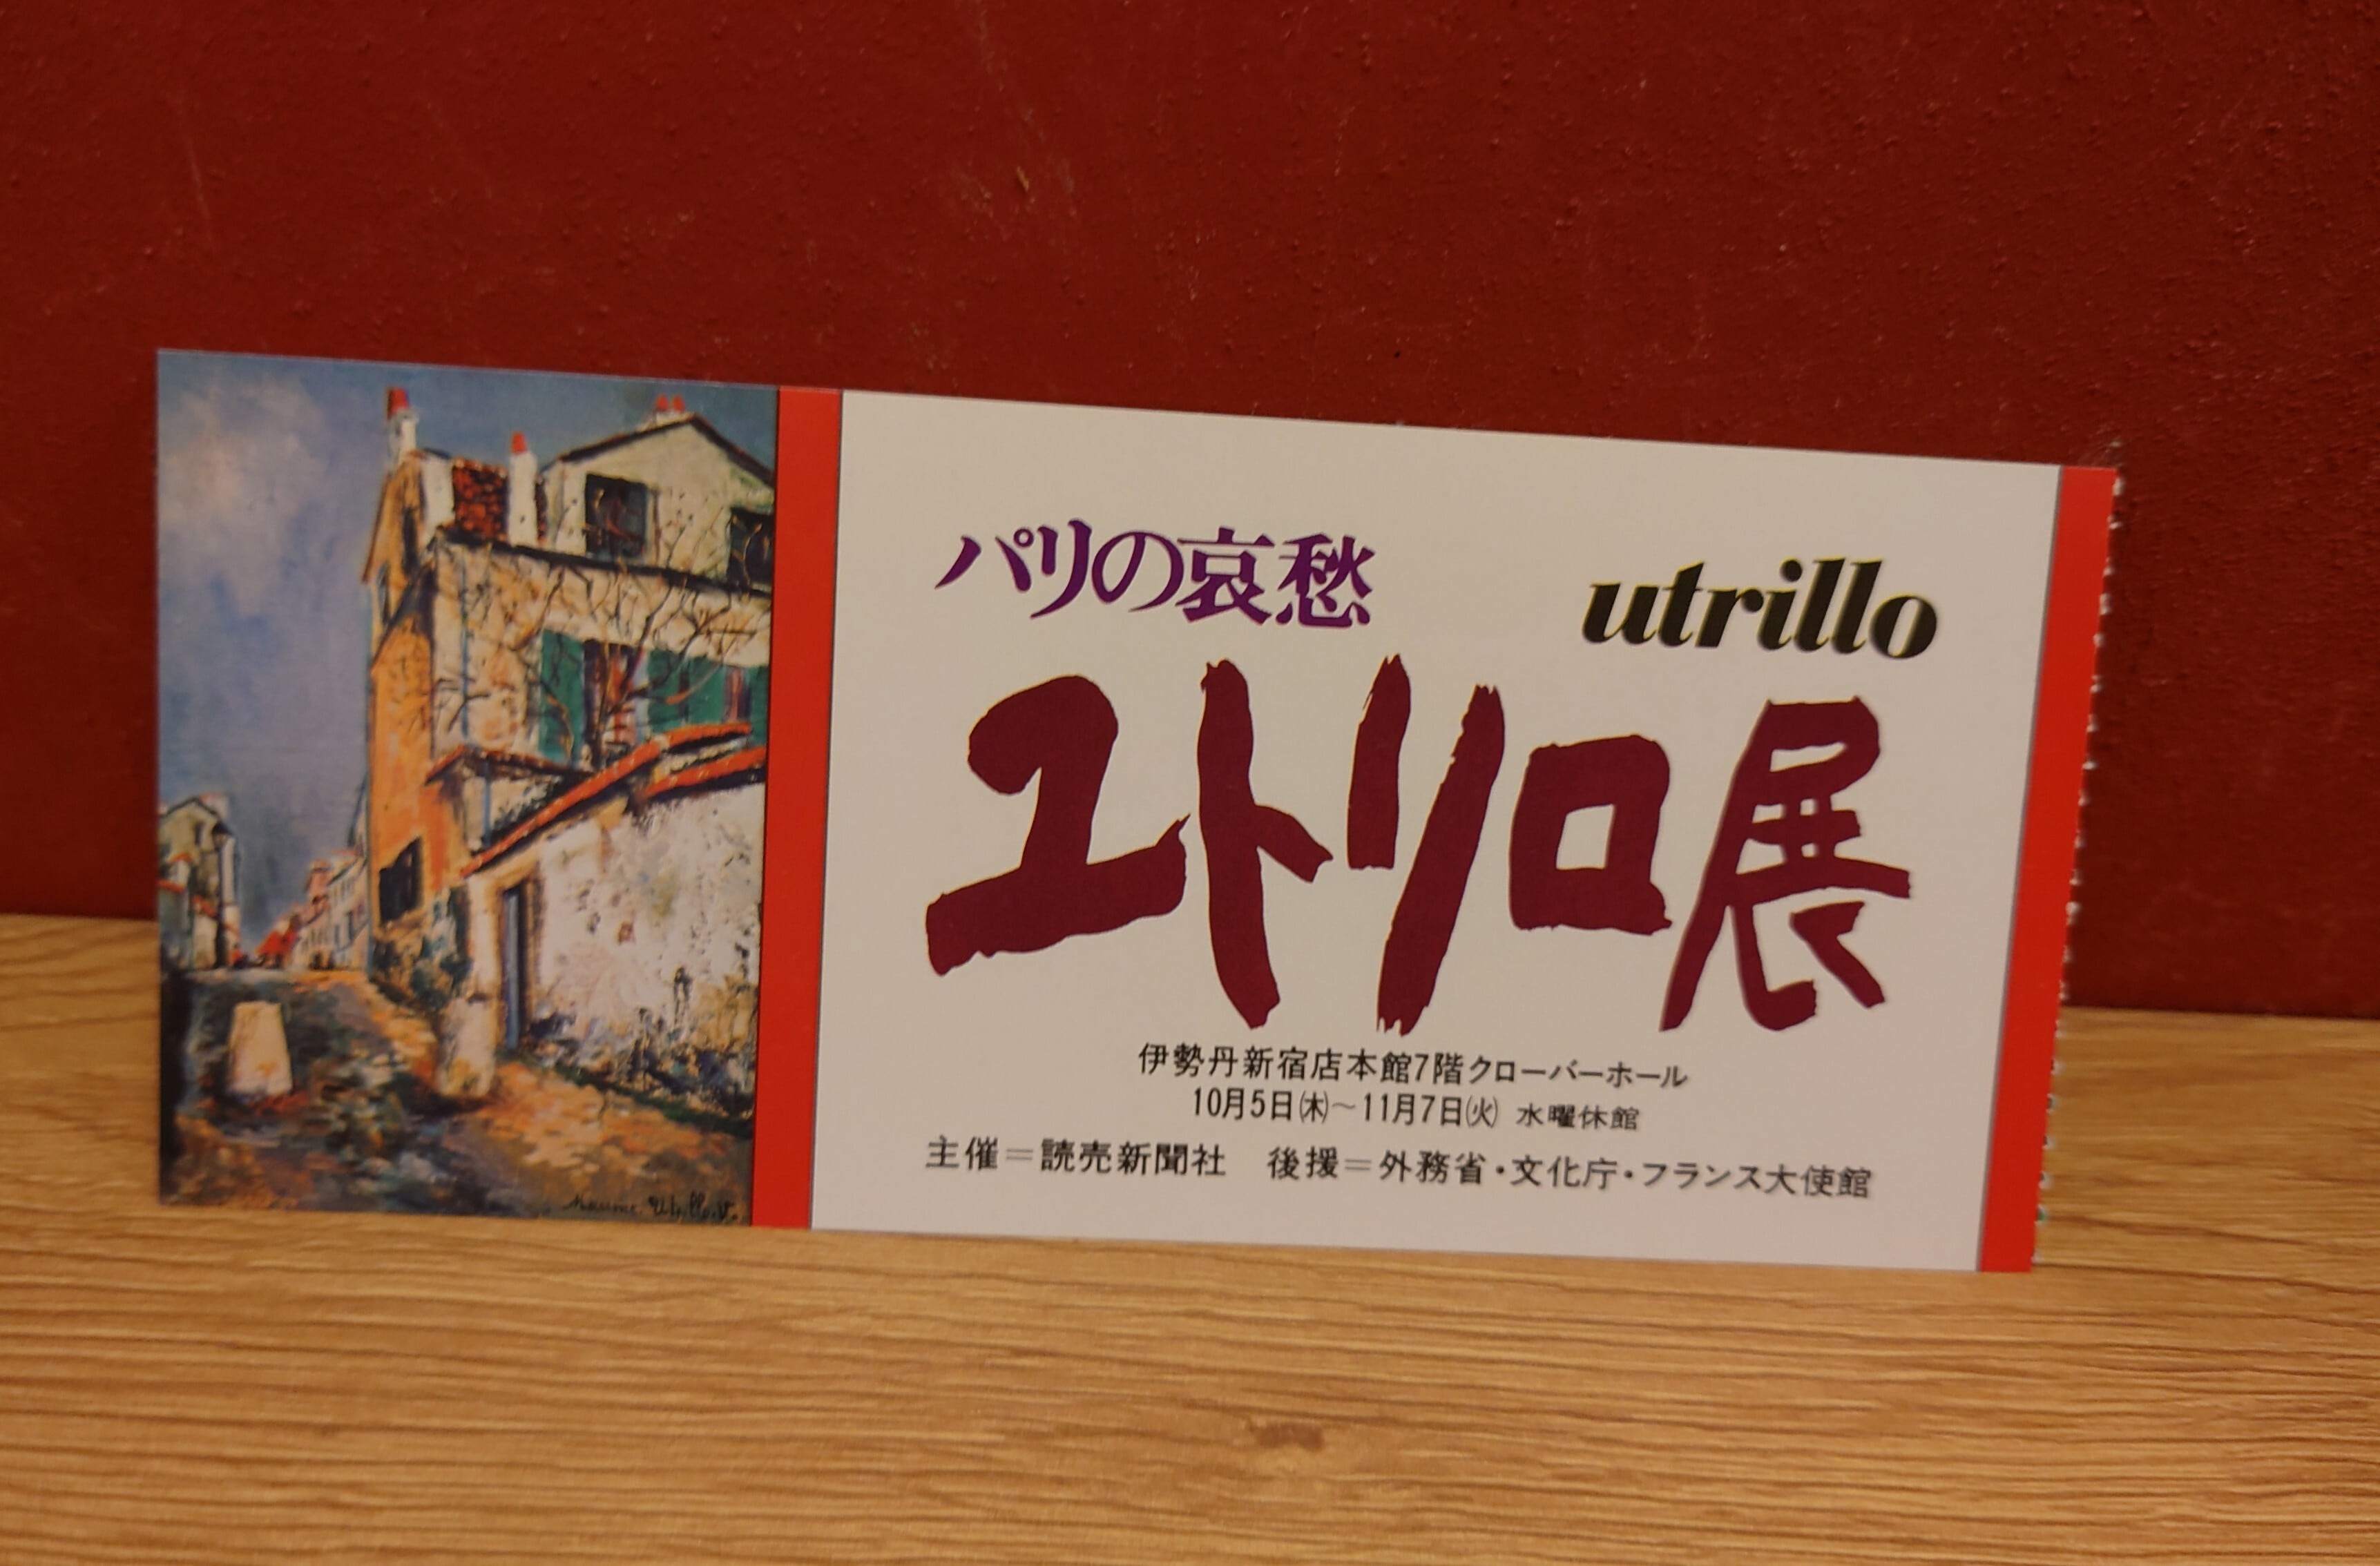 パリの哀愁
utrillo
ユトリロ展
伊勢丹新宿店本館7階クローバーホール
10月5日㈭～11月7日㈫ 水曜休館
主催＝読売新聞社　後援＝外務省・文化庁・フランス大使館
Maurice Utrillo.V.